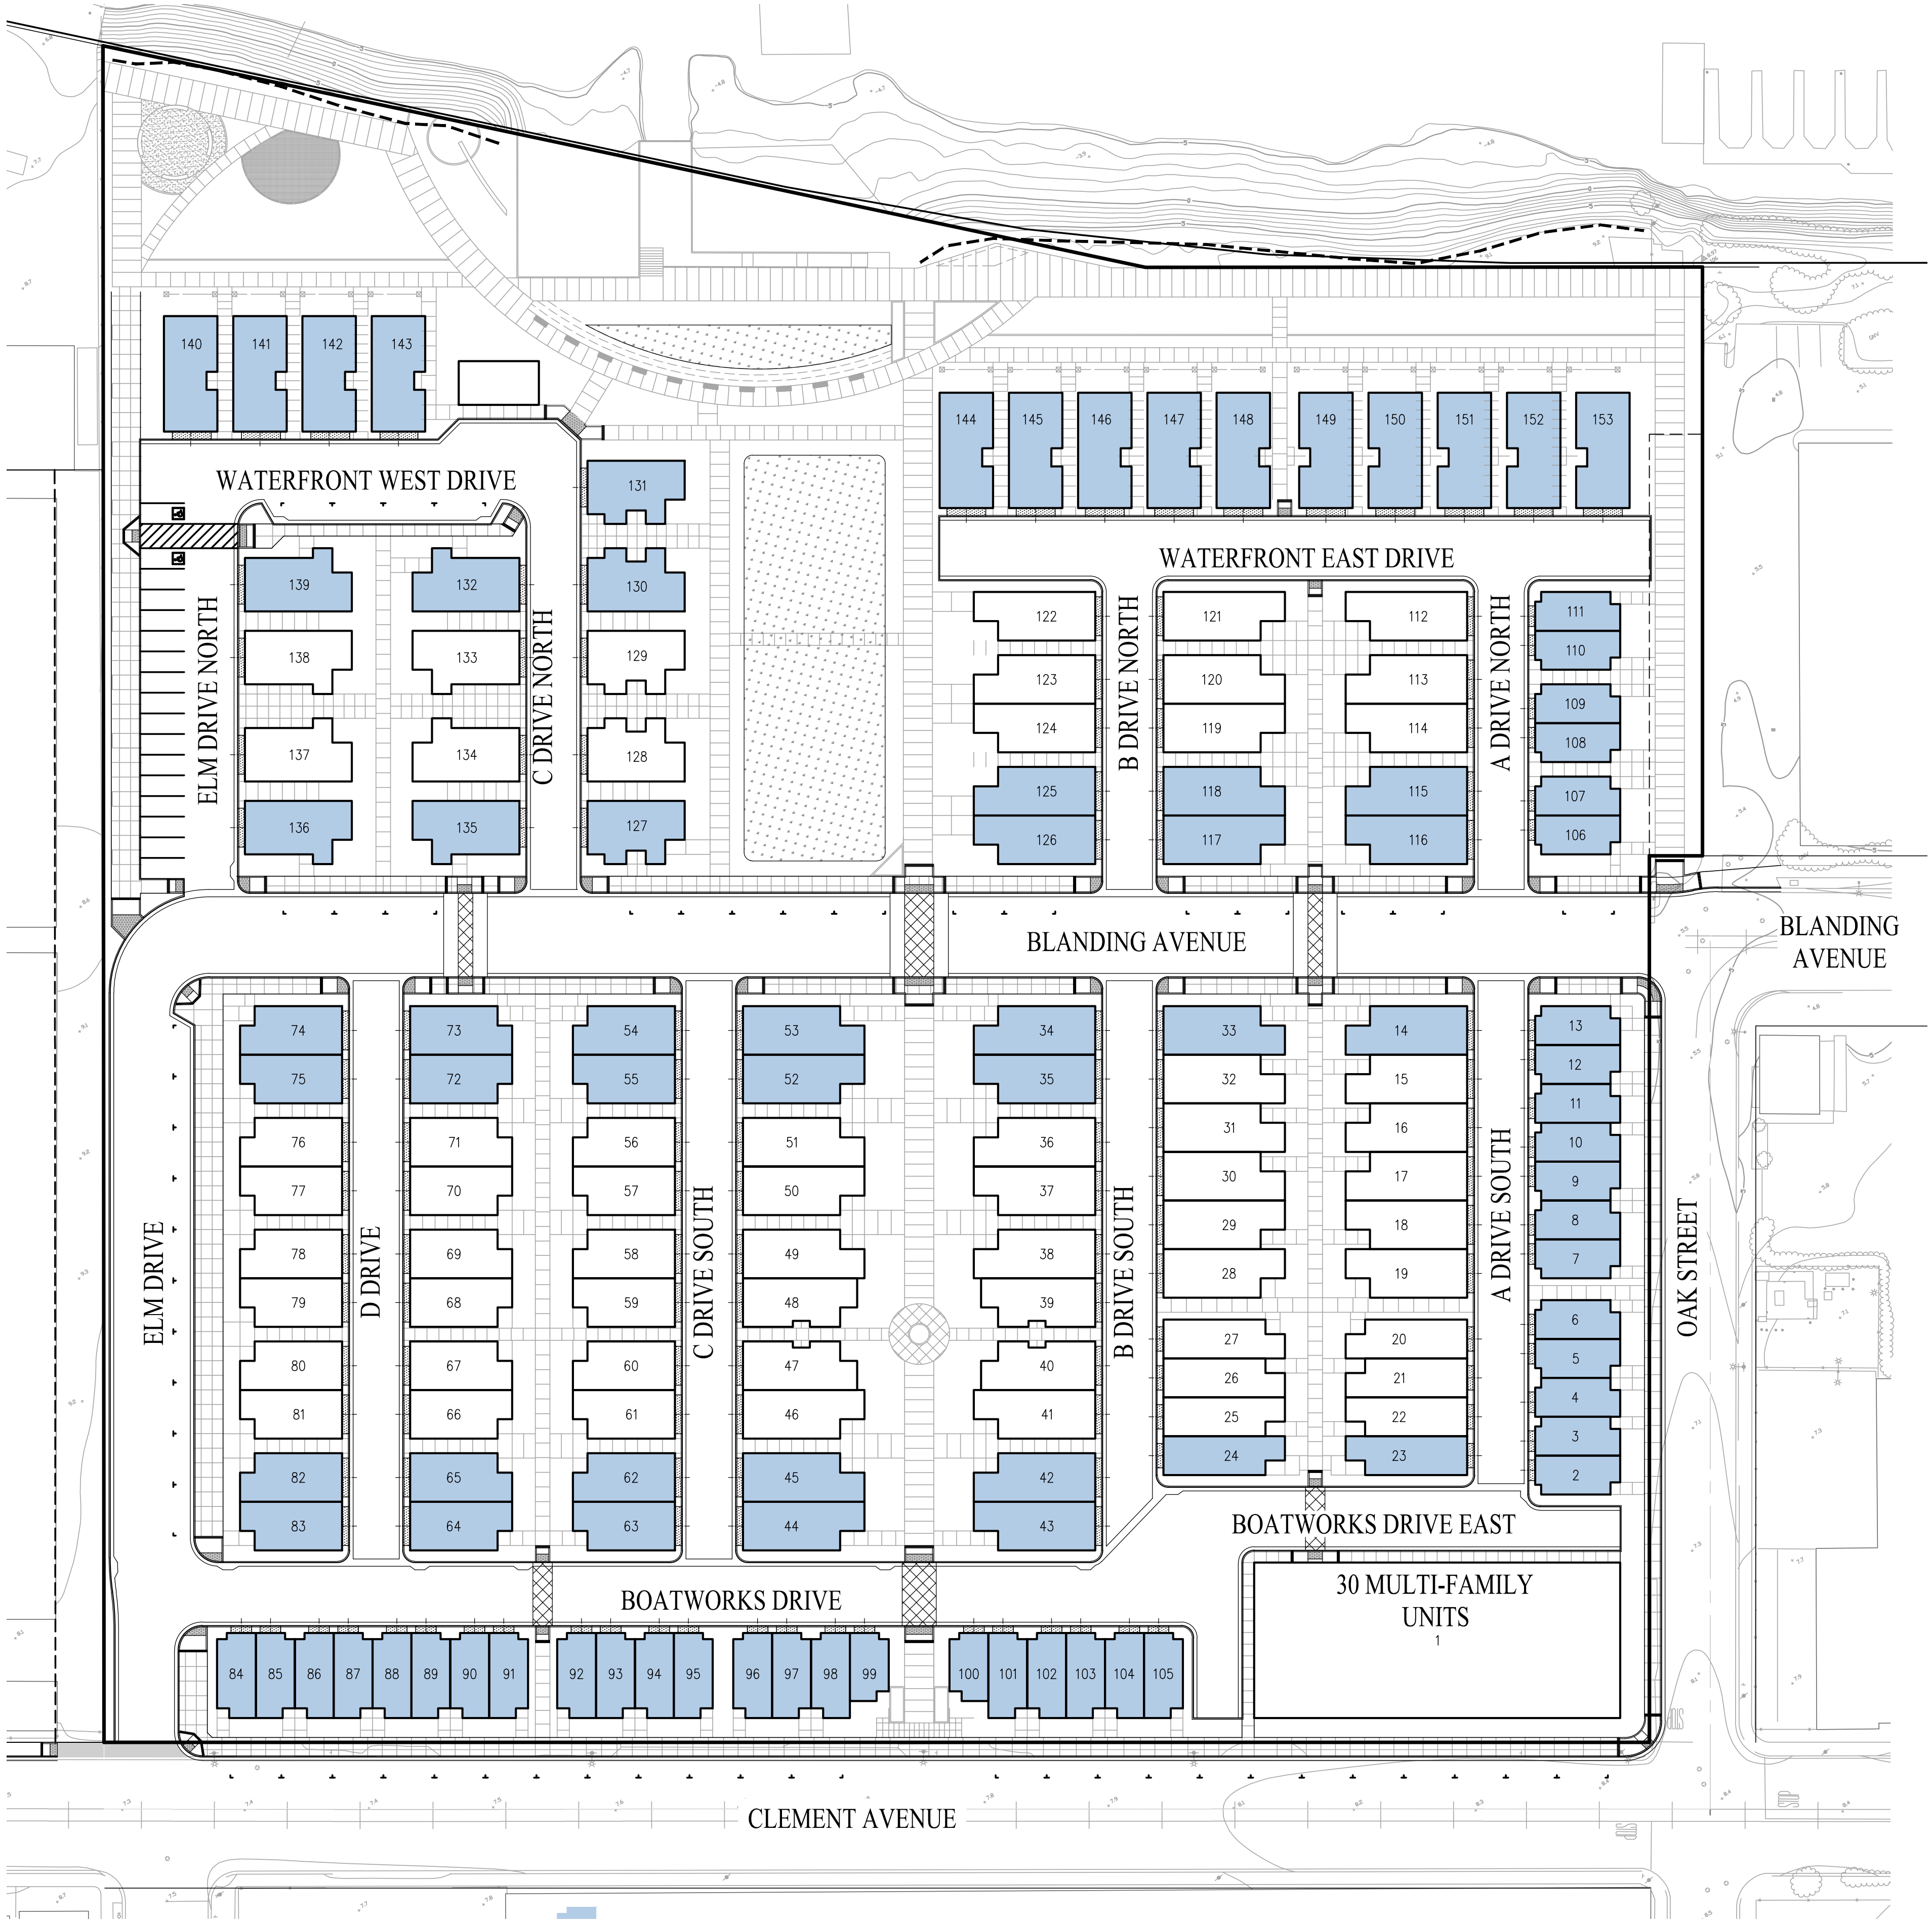 140 141 142 143
144 145 146 147 148 149 150 151 152 153
WATERFRONT WEST DRIVE
131
WATERFRONT EAST DRIVE
139 132 130
138 133 129
137 134 128
136 135 127
ELM DRIVE NORTH
C DRIVE NORTH
122 121 112 111
110
123 120 113 109
124 119 114 108
125 118 115 107
126 117 116 106
B DRIVE NORTH
A DRIVE NORTH
BLANDING AVENUE
BLANDING
AVENUE
74 73 54 53 34 33 14 13
75 72 55 52 35 32 15 12
11
76 71 56 51 36 31 16 10
77 70 57 50 37 30 17 9
78 69 58 49 38 29 18 8
79 68 59 48 39 28 19 7
80 67 60 47 40 27 20 6
26 21 5
81 66 61 46 41 25 22 4
82 65 62 45 42 24 23 3
2
83 64 63 44 43
ELM DRIVE
D DRIVE
C DRIVE SOUTH
B DRIVE SOUTH
A DRIVE SOUTH
OAK STREET
BOATWORKS DRIVE EAST
BOATWORKS DRIVE
30 MULTI-FAMILY
UNITS
1
84 85 86 87 88 89 90 91 92 93 94 95 96 97 98 99 100 101 102 103 104 105
CLEMENT AVENUE